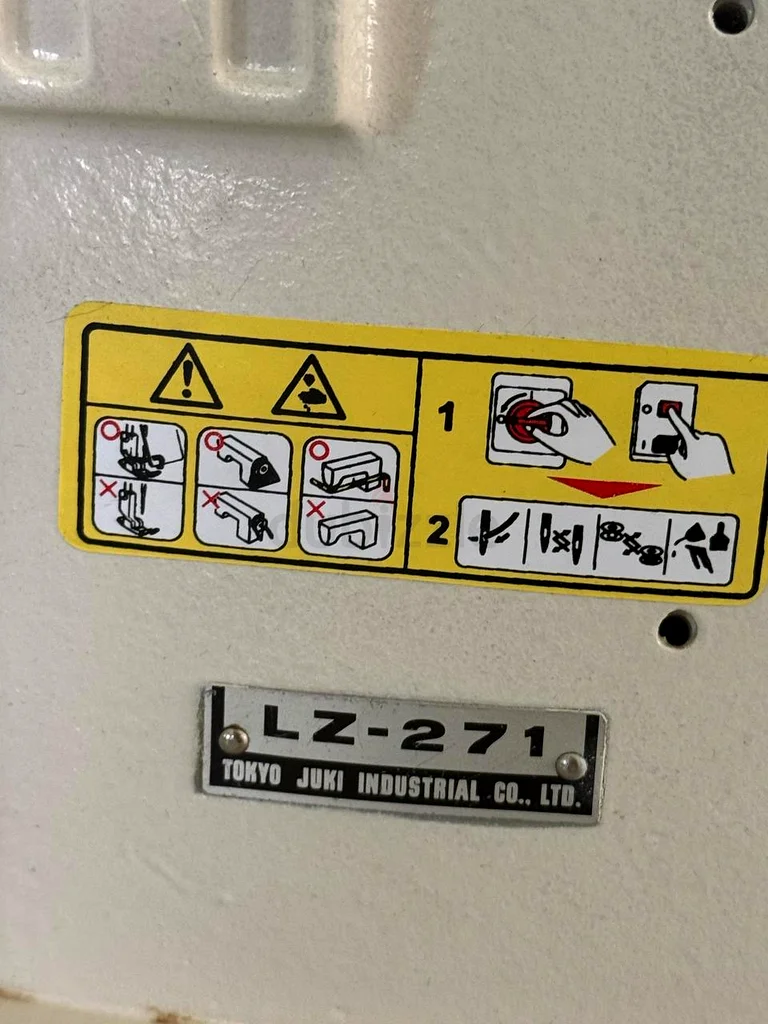 1
2
LZ-271
TOKYO JUKI INDUSTRIAL CO., LTD.